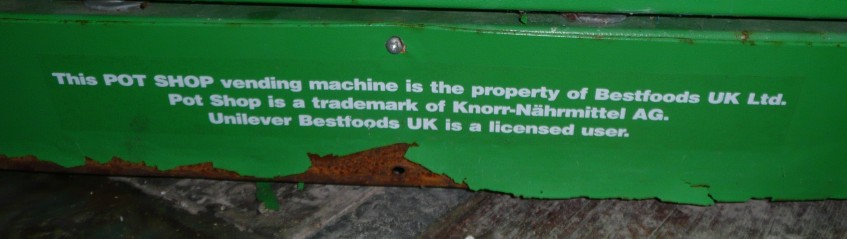 This POT SHOP vending machine is the property of Bestfoods UK Ltd.
Pot Shop is a trademark of Knorr-Nährmittel AG.
Unilever Bestfoods UK is a licensed user.